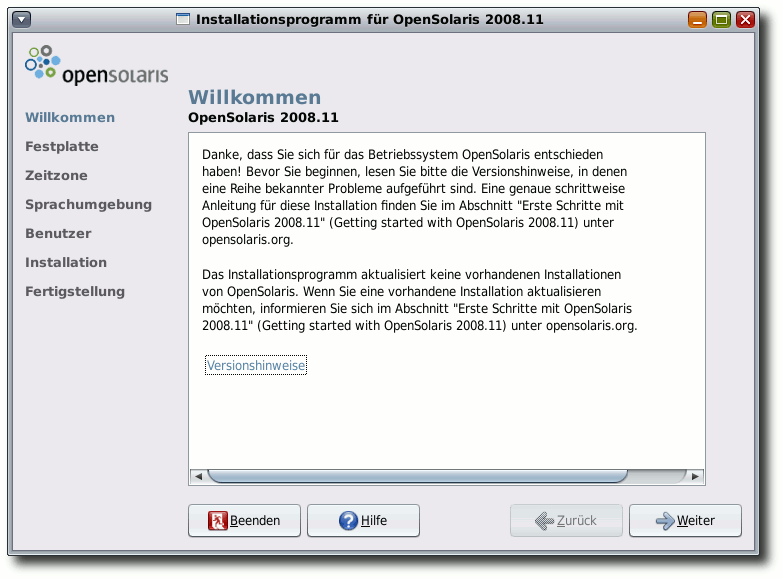 Installationsprogramm für OpenSolaris 2008.11
opensolaris
Willkommen
OpenSolaris 2008.11
Willkommen
Festplatte
Zeitzone
Sprachumgebung
Benutzer
Installation
Fertigstellung
Danke, dass Sie sich für das Betriebssystem OpenSolaris entschieden
haben! Bevor Sie beginnen, lesen Sie bitte die Versionshinweise, in denen
eine Reihe bekannter Probleme aufgeführt sind. Eine genaue schrittweise
Anleitung für diese Installation finden Sie im Abschnitt "Erste Schritte mit
OpenSolaris 2008.11" (Getting started with OpenSolaris 2008.11) unter
opensolaris.org.
Das Installationsprogramm aktualisiert keine vorhandenen Installationen
von OpenSolaris. Wenn Sie eine vorhandene Installation aktualisieren
möchten, informieren Sie sich im Abschnitt "Erste Schritte mit OpenSolaris
2008.11" (Getting started with OpenSolaris 2008.11) unter opensolaris.org.
Versionshinweise
Beenden
Hilfe
Zurück
Weiter